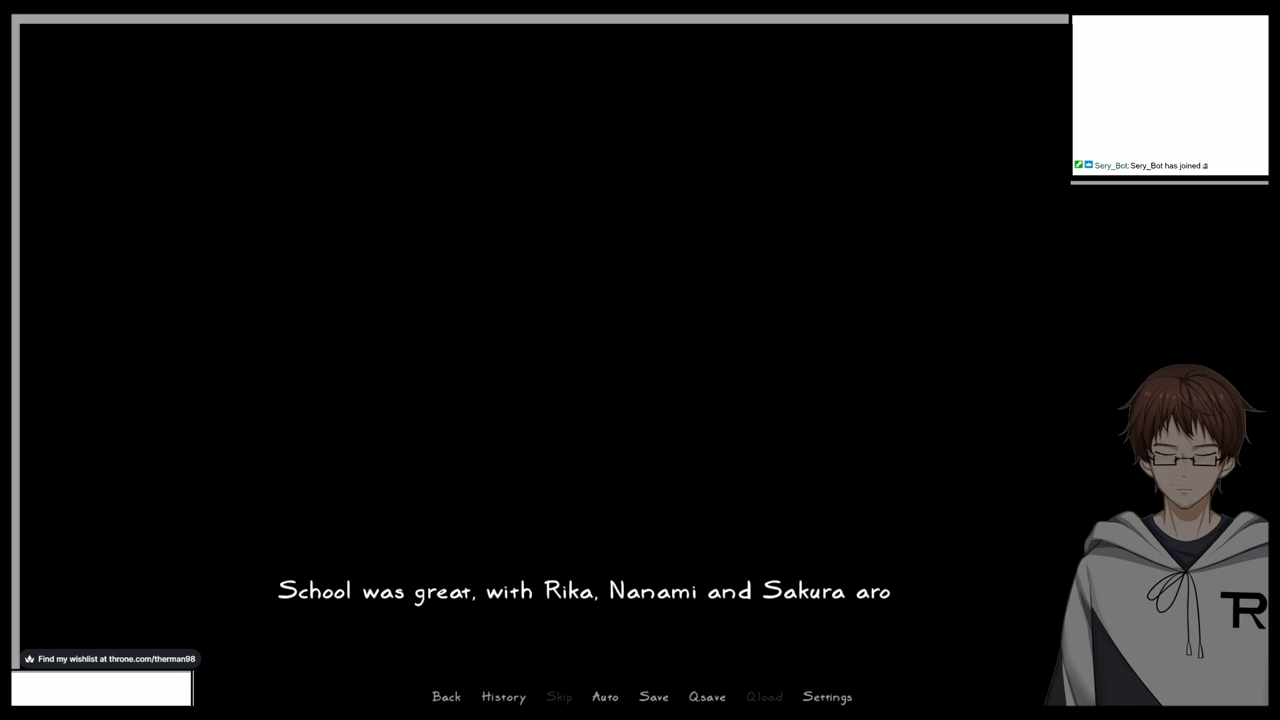 Sery_Bot: Sery_Bot has joined
School was great, with Rika, Nanami and Sakura aro
Find my wishlist at throne.com/therman98
Back History Skip Auto Save Qsave Qload Settings
TR